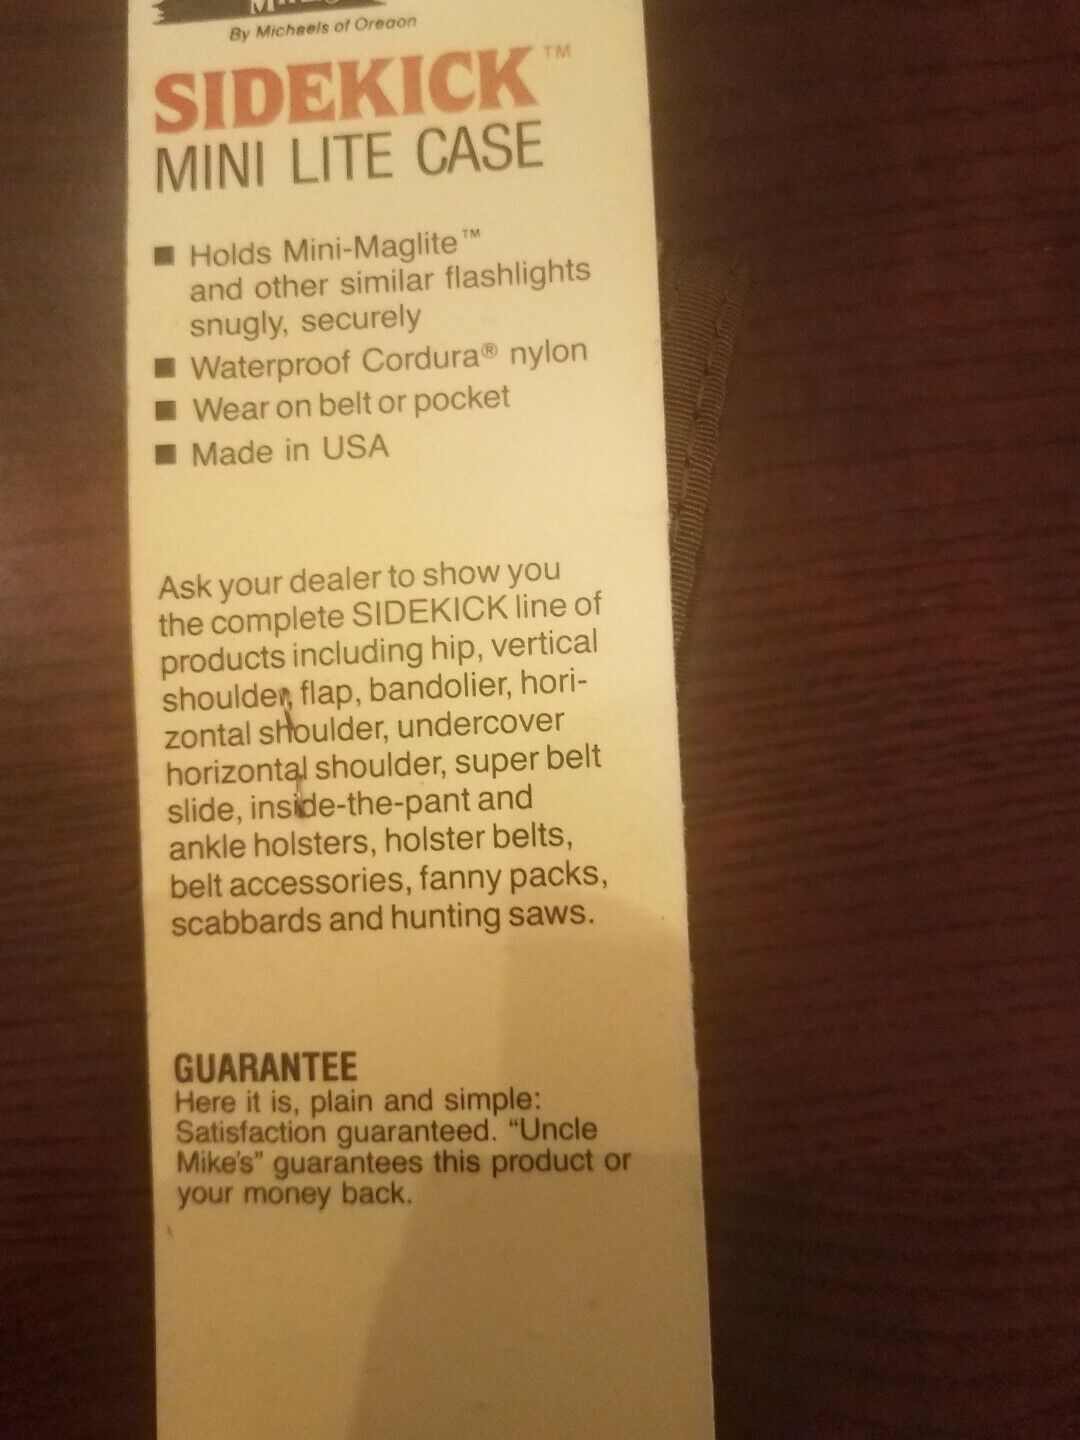 By Michaels of Oregon
SIDEKICK™
MINI LITE CASE
■ Holds Mini-Maglite™
and other similar flashlights
snugly, securely
■ Waterproof Cordura® nylon
■ Wear on belt or pocket
■ Made in USA
Ask your dealer to show you
the complete SIDEKICK line of
products including hip, vertical
shoulder, flap, bandolier, hori-
zontal shoulder, undercover
horizontal shoulder, super belt
slide, inside-the-pant and
ankle holsters, holster belts,
belt accessories, fanny packs,
scabbards and hunting saws.
GUARANTEE
Here it is, plain and simple:
Satisfaction guaranteed. “Uncle
Mike's” guarantees this product or
your money back.